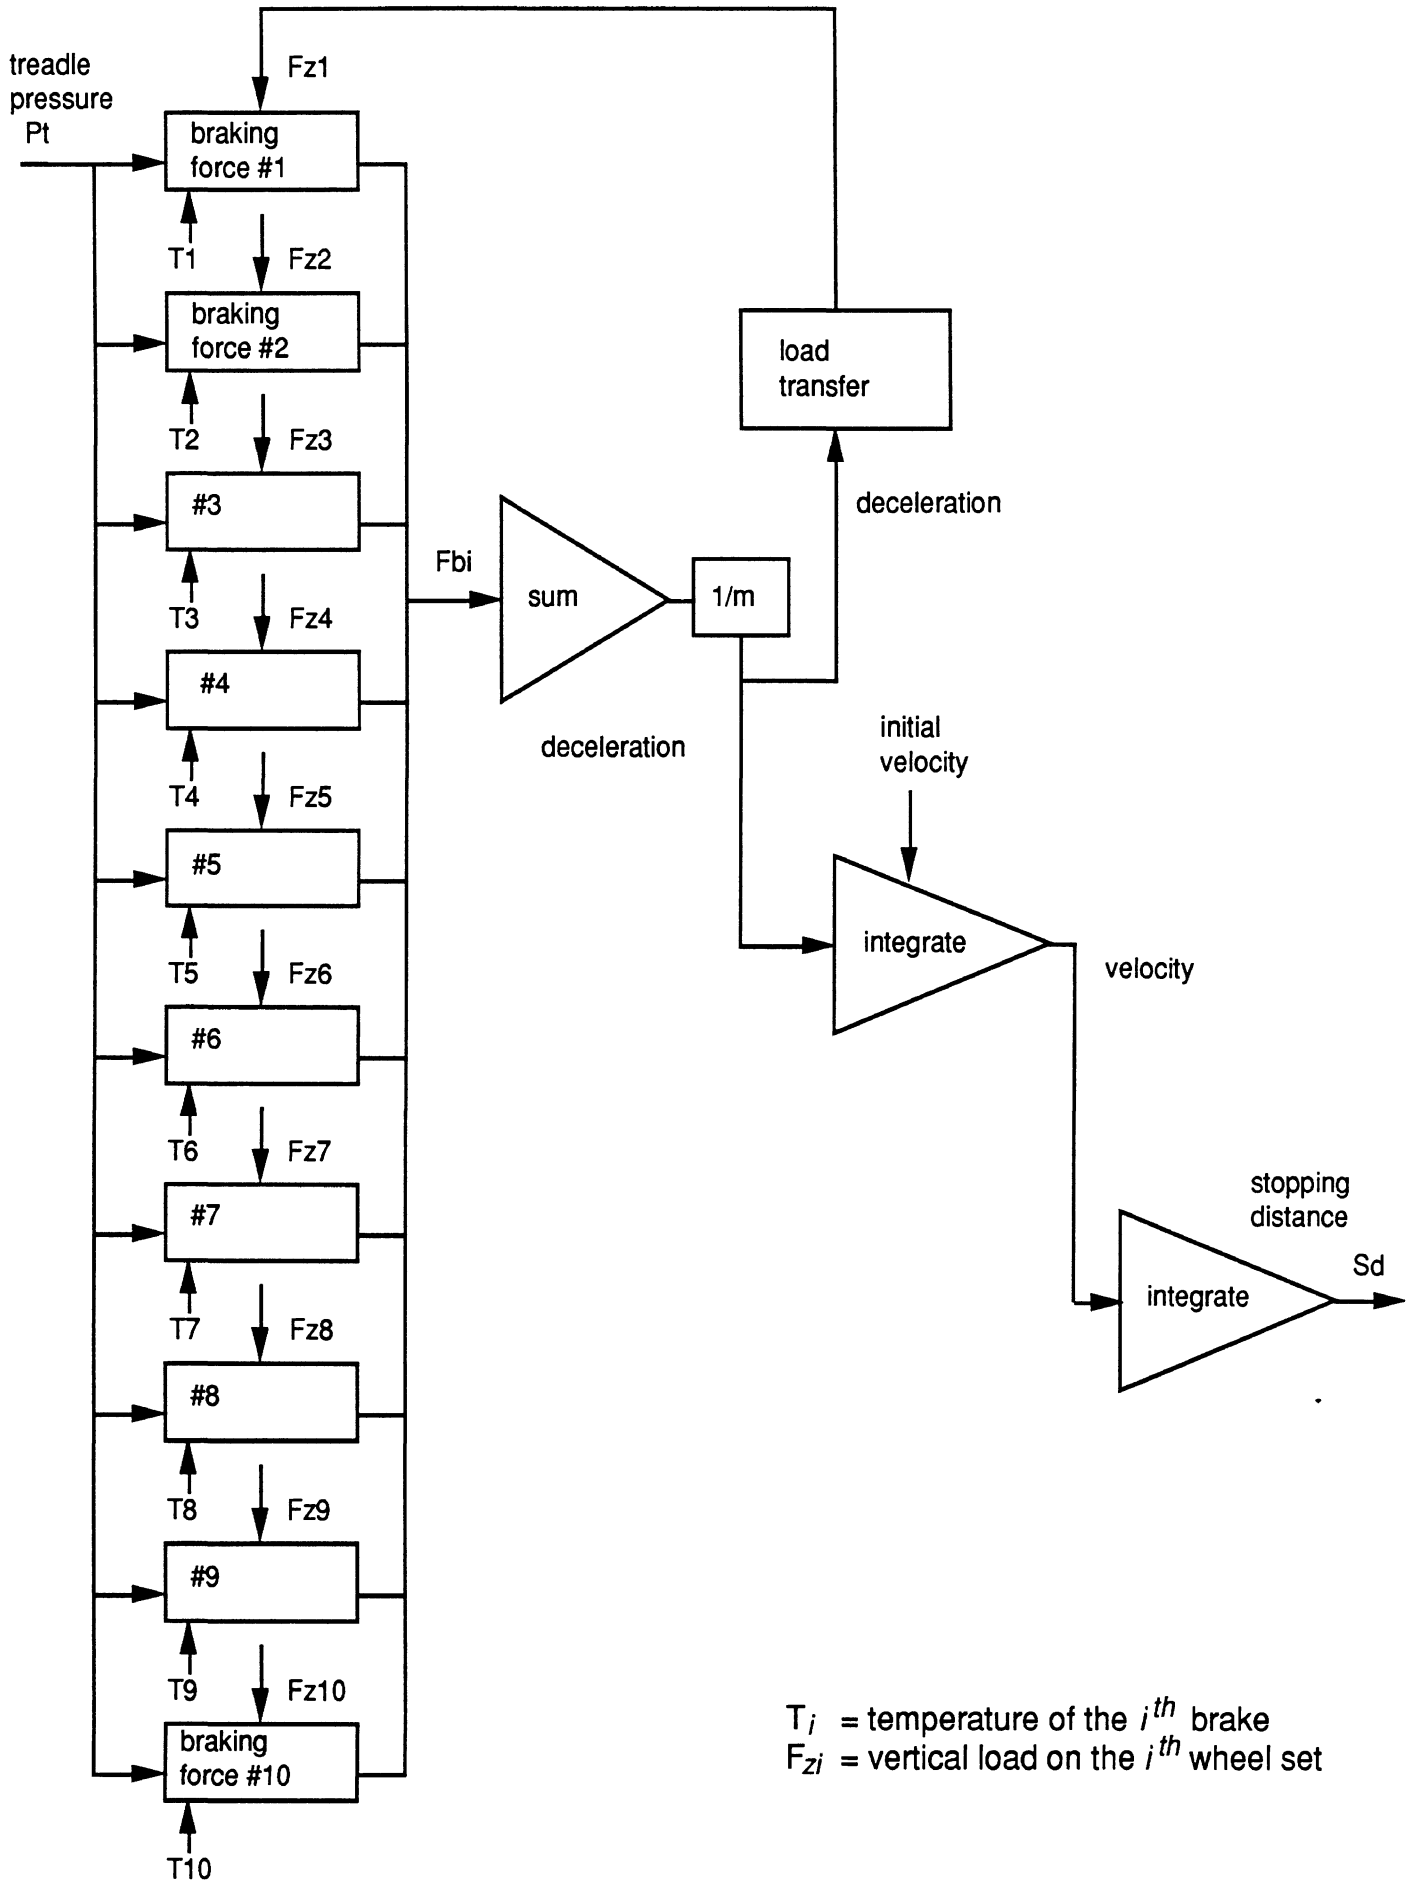 treadle
pressure
Pt
Fz1
braking
force #1
T1
Fz2
braking
force #2
T2
Fz3
#3
T3
Fz4
#4
T4
Fz5
#5
T5
Fz6
#6
T6
Fz7
#7
T7
Fz8
#8
T8
Fz9
#9
T9
Fz10
braking
force #10
T10
Fbi
sum
1/m
load
transfer
deceleration
deceleration
initial
velocity
integrate
velocity
stopping
distance
integrate
Sd
Ti = temperature of the i th brake
Fzi = vertical load on the i th wheel set